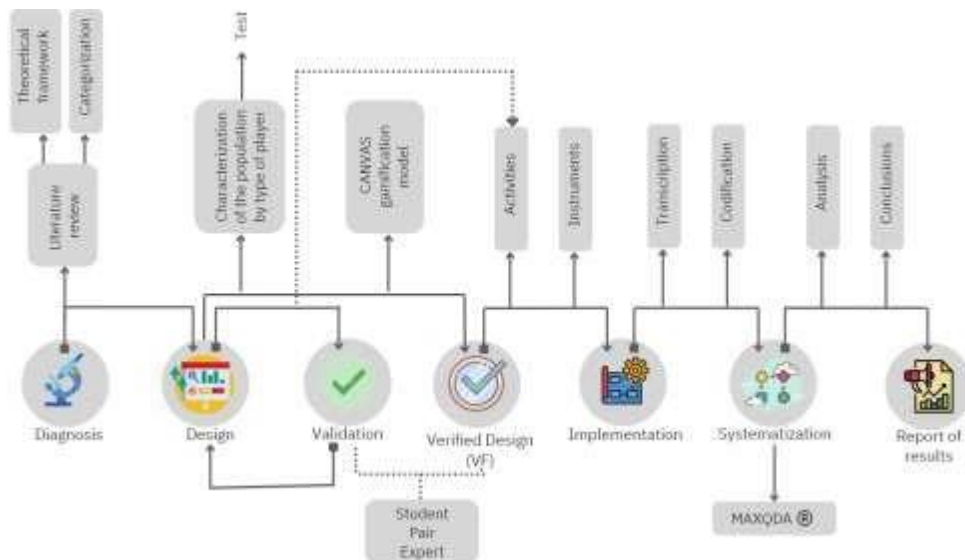 Theoretical
framework
Categorization
Literature
review
Test
Characterization
of the population
by type of player
CANVAS
gamification
model
Activities
Instruments
Transcription
Codification
Analysis
Conclusions
Diagnosis
Design
Validation
Verified Design
(VF)
Implementation
Systematization
Report of
results
Student
Pair
Expert
MAXQDA ®